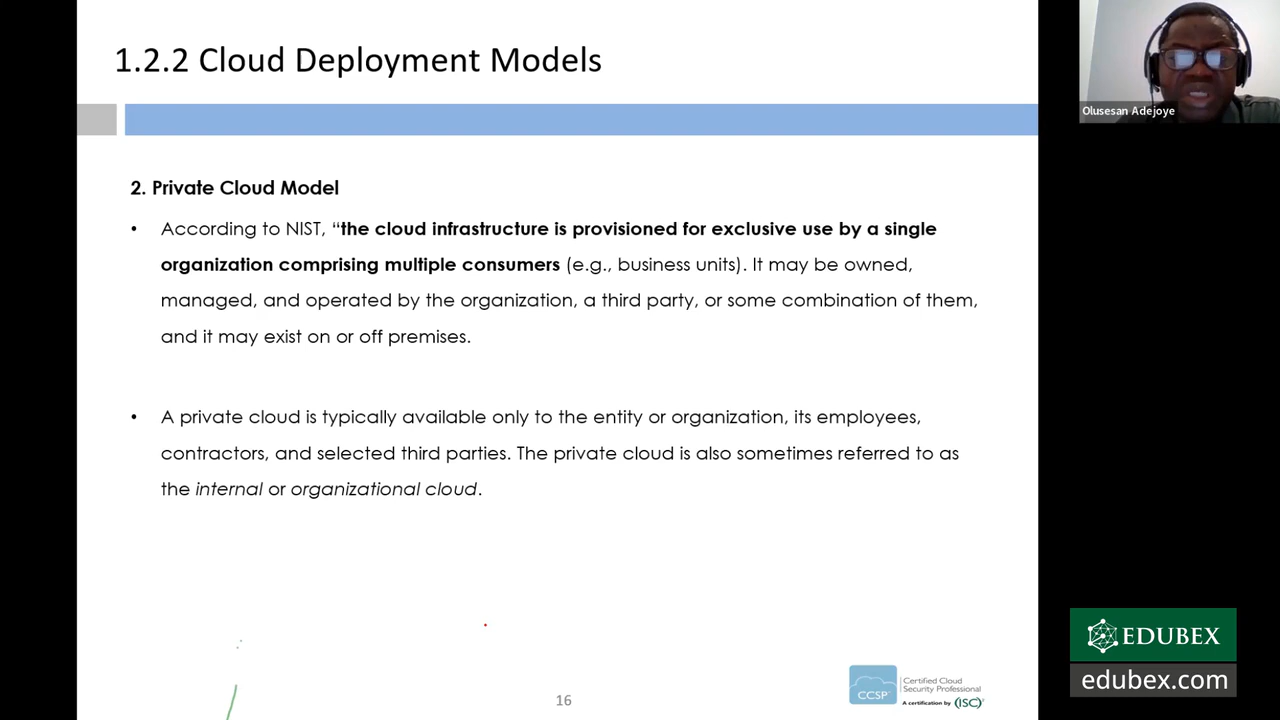 1.2.2 Cloud Deployment Models
Olusesan Adejoye
2. Private Cloud Model
• According to NIST, “the cloud infrastructure is provisioned for exclusive use by a single
organization comprising multiple consumers (e.g., business units). It may be owned,
managed, and operated by the organization, a third party, or some combination of them,
and it may exist on or off premises.
• A private cloud is typically available only to the entity or organization, its employees,
contractors, and selected third parties. The private cloud is also sometimes referred to as
the internal or organizational cloud.
16
CCSP
Certified Cloud
Security Professional
A certification by (ISC)²
EDUBEX
edubex.com